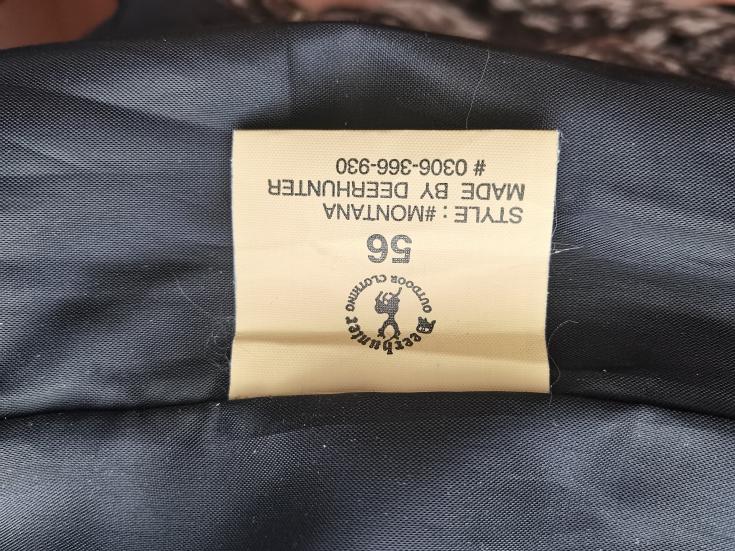 Deerhunter
OUTDOOR CLOTHING
56
STYLE : #MONTANA
MADE BY DEERHUNTER
# 0306-366-930